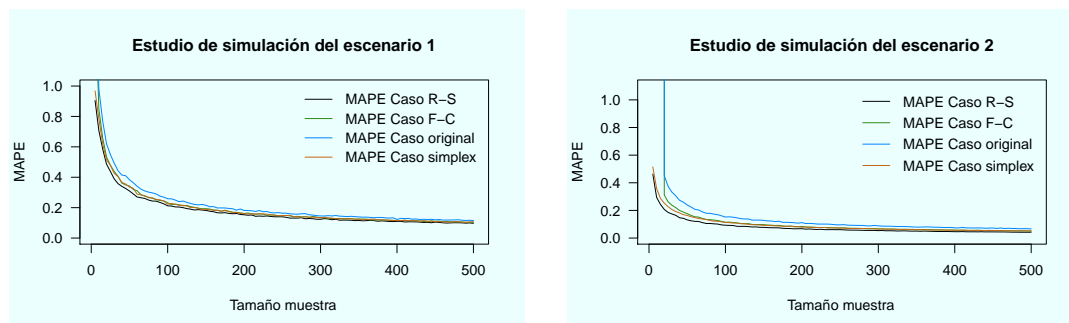 Estudio de simulación del escenario 1
MAPE
1.0
0.8
0.6
0.4
0.2
0.0
MAPE Caso R−S
MAPE Caso F−C
MAPE Caso original
MAPE Caso simplex
0 100 200 300 400 500
Tamaño muestra
Estudio de simulación del escenario 2
MAPE
1.0
0.8
0.6
0.4
0.2
0.0
MAPE Caso R−S
MAPE Caso F−C
MAPE Caso original
MAPE Caso simplex
0 100 200 300 400 500
Tamaño muestra